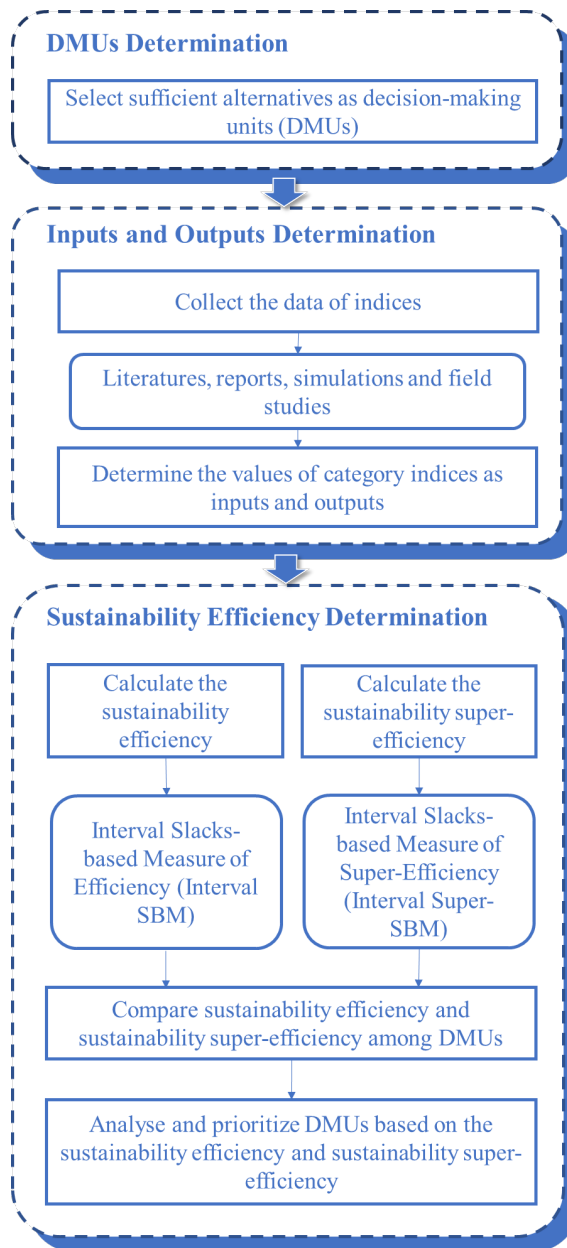 DMUs Determination
Select sufficient alternatives as decision-making
units (DMUs)
Inputs and Outputs Determination
Collect the data of indices
Literatures, reports, simulations and field
studies
Determine the values of category indices as
inputs and outputs
Sustainability Efficiency Determination
Calculate the
sustainability
efficiency
Calculate the
sustainability super-
efficiency
Interval Slacks-
based Measure of
Efficiency (Interval
SBM)
Interval Slacks-
based Measure of
Super-Efficiency
(Interval Super-
SBM)
Compare sustainability efficiency and
sustainability super-efficiency among DMUs
Analyse and prioritize DMUs based on the
sustainability efficiency and sustainability super-
efficiency